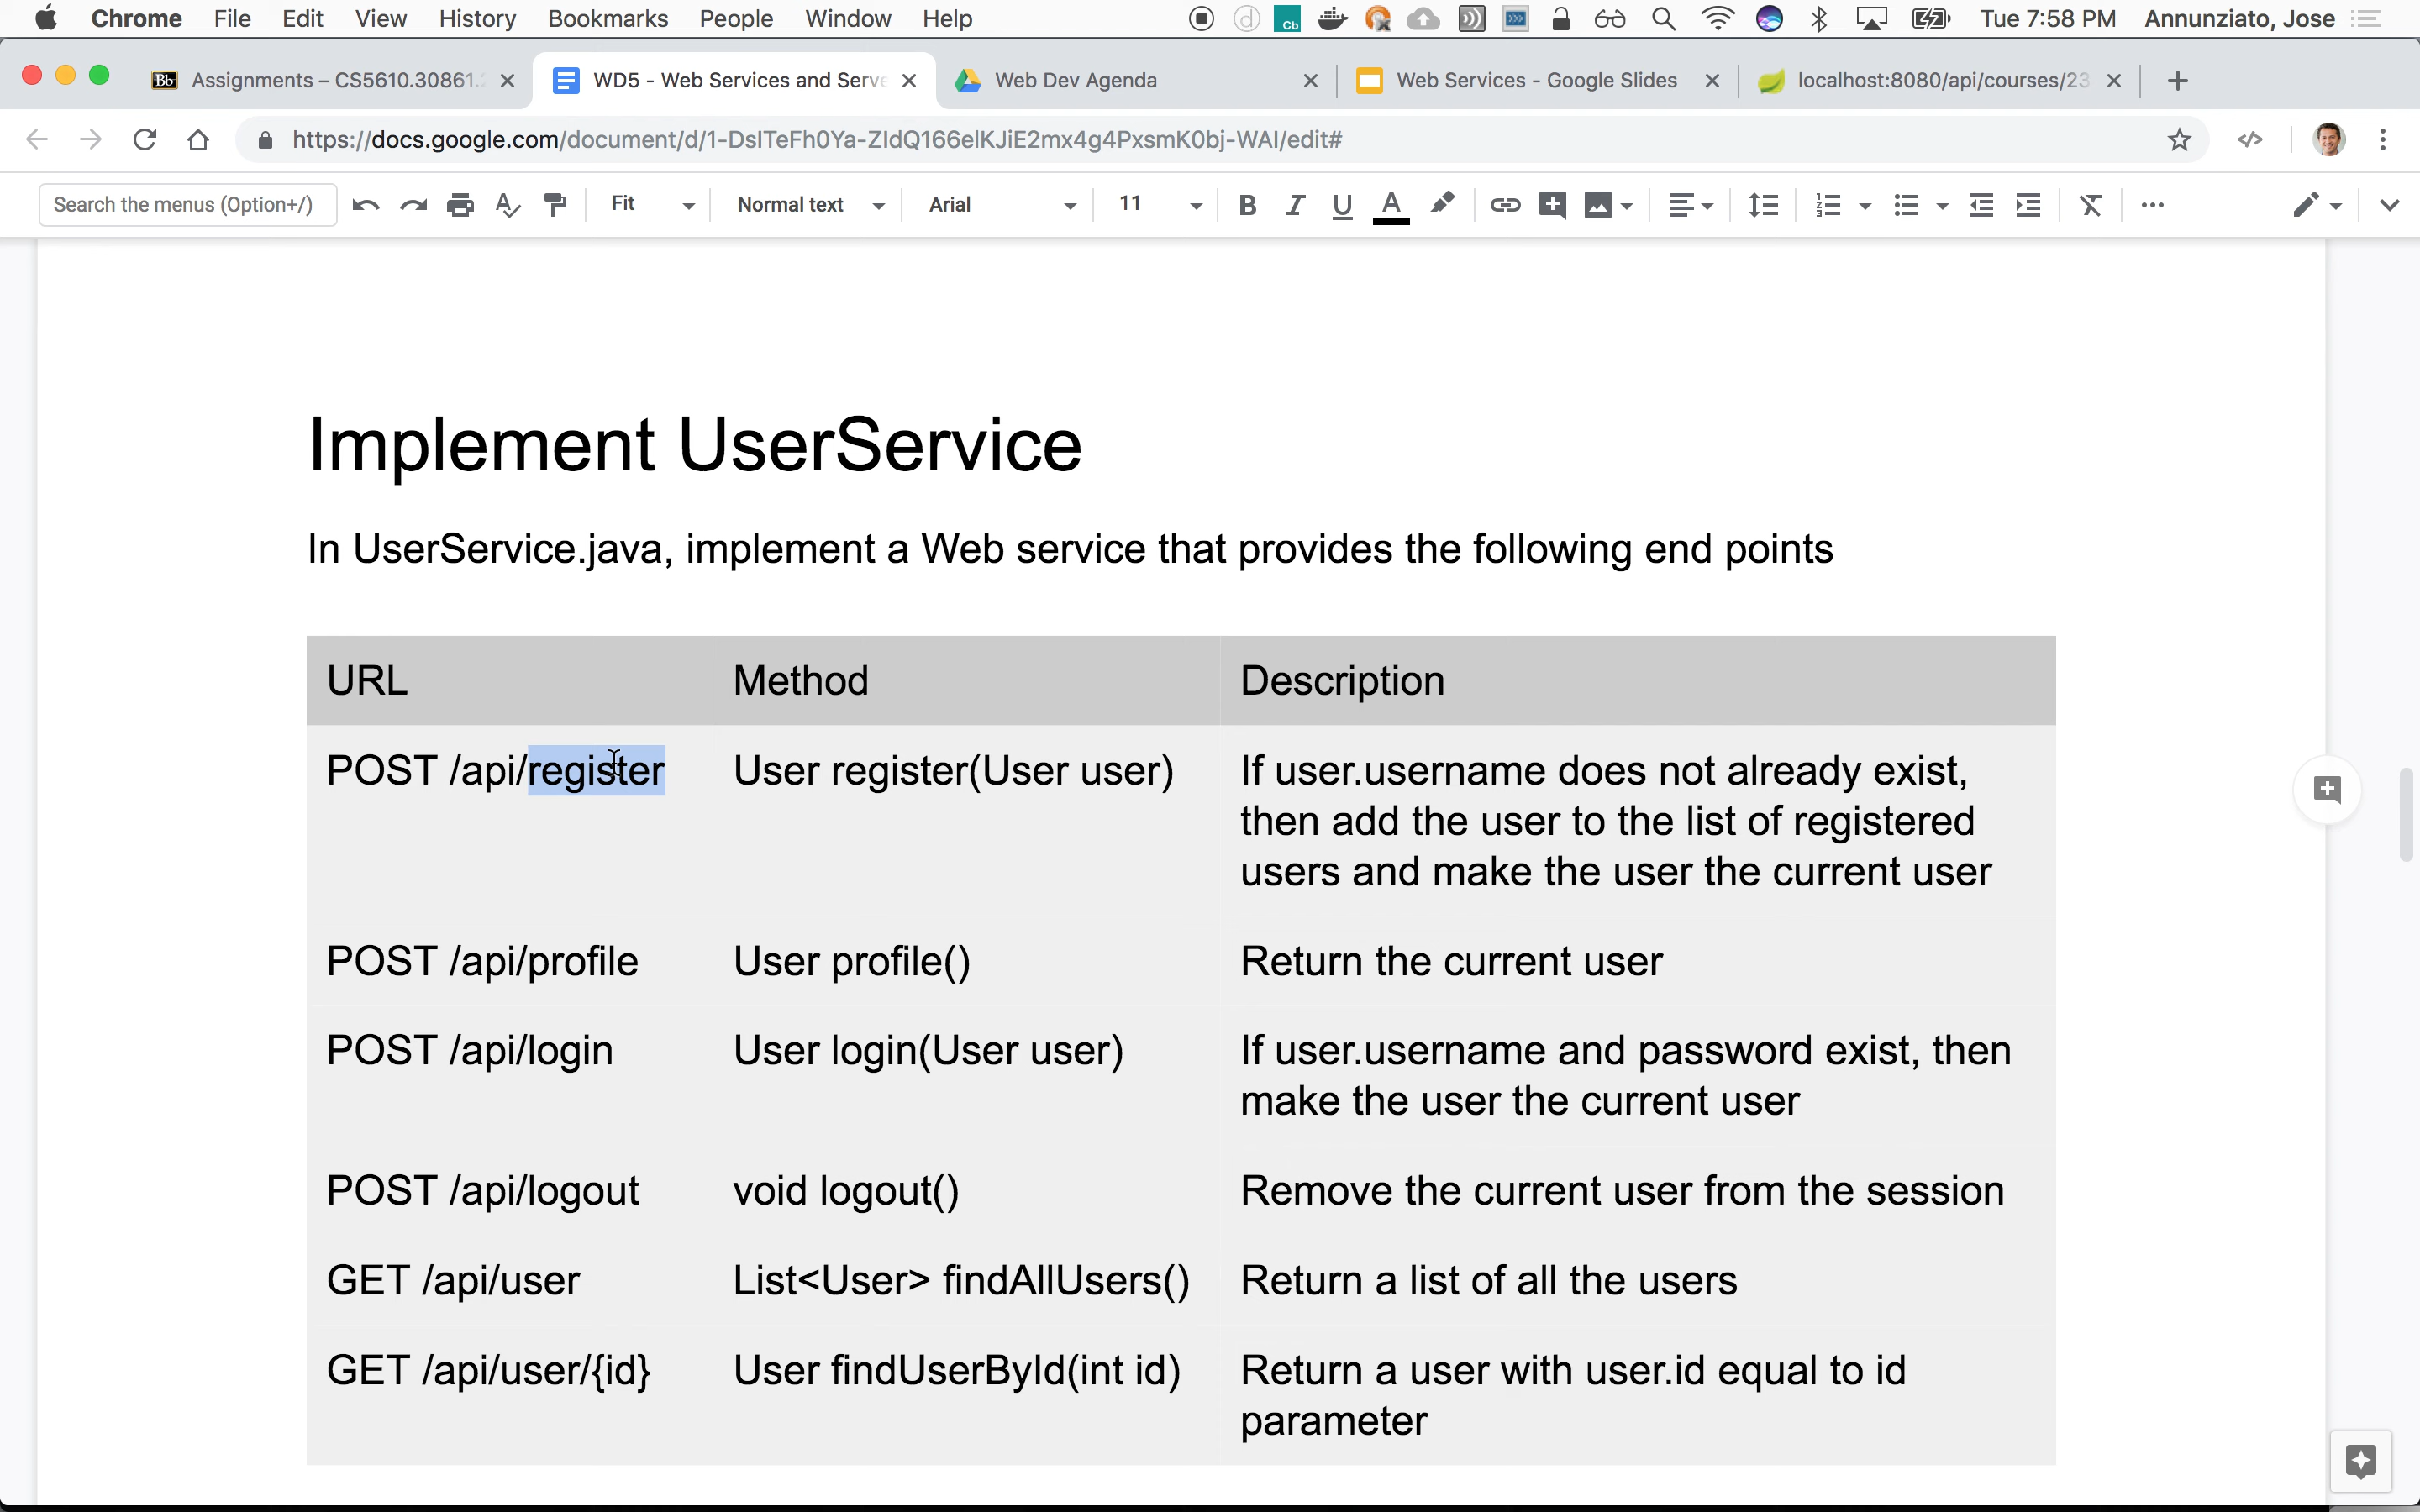 Chrome File Edit View History Bookmarks People Window Help Cb Tue 7:58 PM Annunziato, Jose
Bb Assignments – CS5610.30861. WD5 - Web Services and Serve Web Dev Agenda Web Services - Google Slides localhost:8080/api/courses/23
https://docs.google.com/document/d/1-DsITeFh0Ya-ZIdQ166elKJiE2mx4g4PxsmK0bj-WAI/edit#
Search the menus (Option+/) Fit Normal text Arial 11 B I U A
Implement UserService
In UserService.java, implement a Web service that provides the following end points
URL Method Description
POST /api/register User register(User user) If user.username does not already exist,
then add the user to the list of registered
users and make the user the current user
POST /api/profile User profile() Return the current user
POST /api/login User login(User user) If user.username and password exist, then
make the user the current user
POST /api/logout void logout() Remove the current user from the session
GET /api/user List<User> findAllUsers() Return a list of all the users
GET /api/user/{id} User findUserById(int id) Return a user with user.id equal to id
parameter